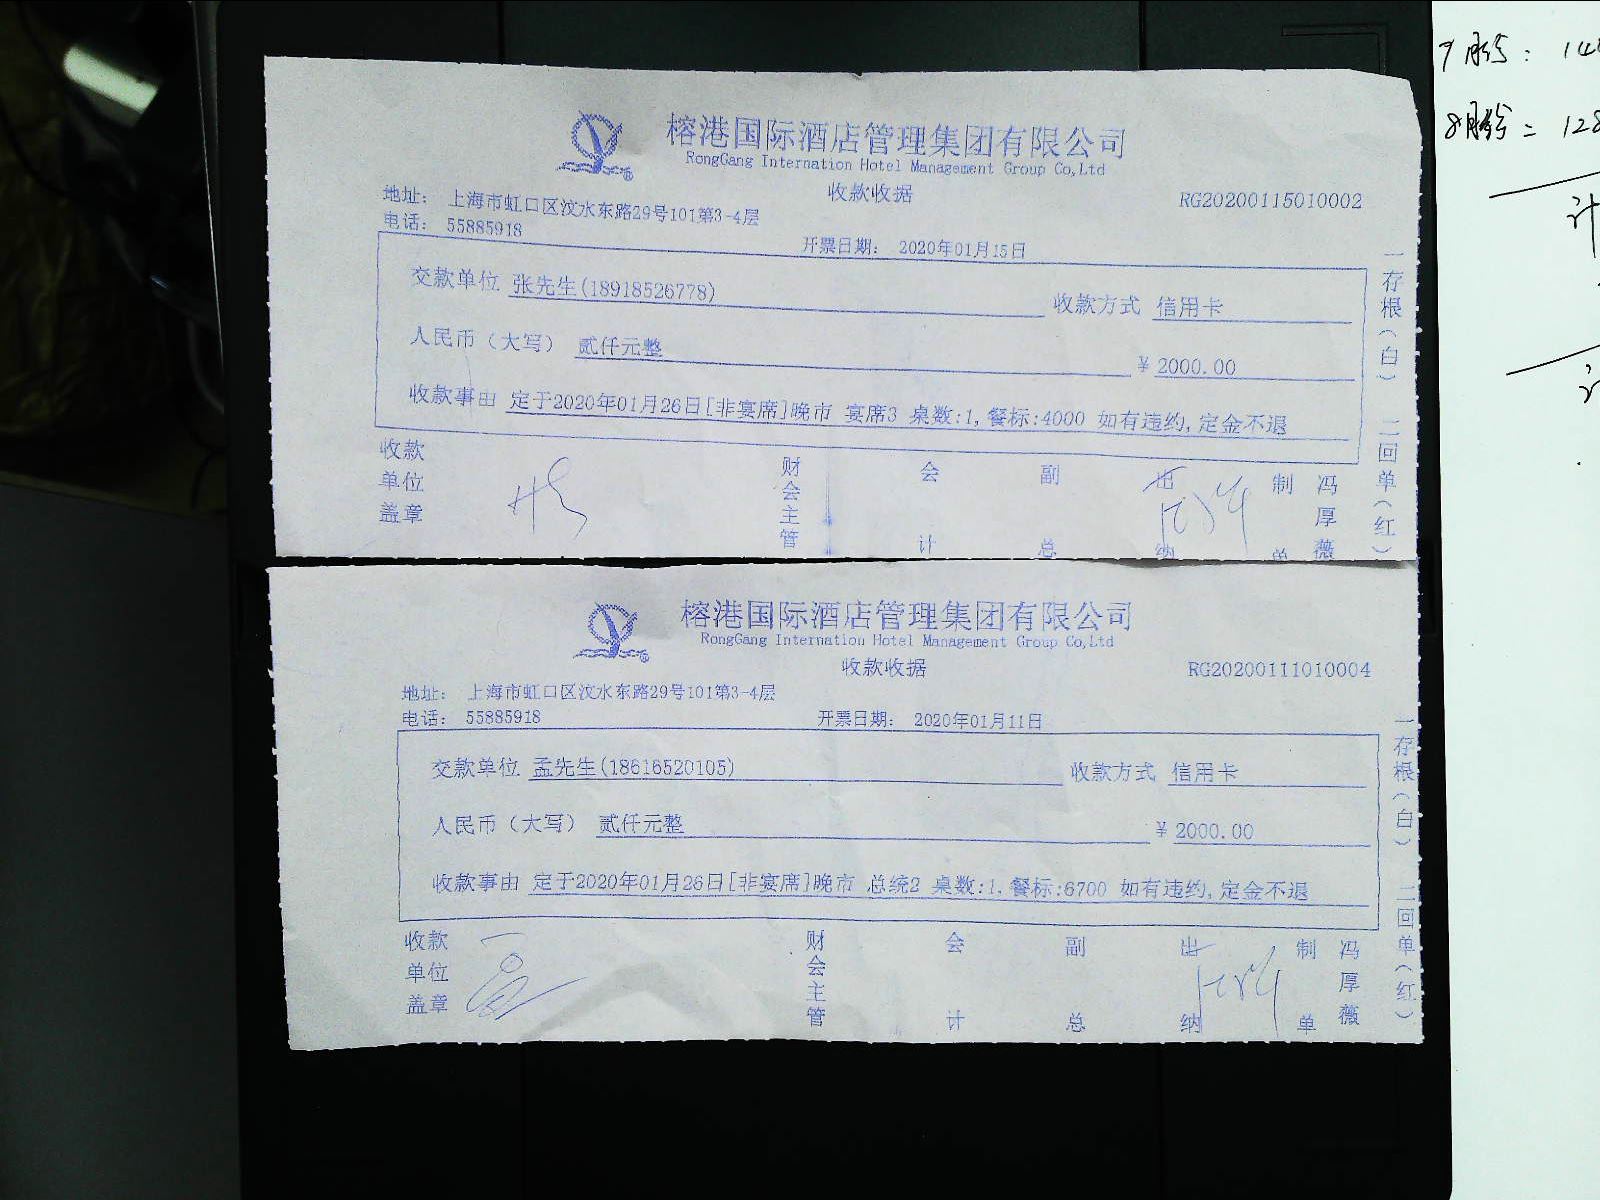 榕港国际酒店管理集团有限公司
RongGang Internation Hotel Management Group Co,Ltd
收款收据
RG20200115010002
地址： 上海市虹口区汶水东路29号101第3-4层
电话： 55885918
开票日期： 2020年01月15日
交款单位 张先生(18918526778)
收款方式 信用卡
人民币（大写） 贰仟元整
¥ 2000.00
收款事由 定于2020年01月26日[非宴席]晚市 宴席3 桌数:1,餐标:4000 如有违约,定金不退
收款单位盖章
财会主管
会计
副总
出纳
制单
冯厚薇
一存根（白） 二回单（红）
榕港国际酒店管理集团有限公司
RongGang Internation Hotel Management Group Co,Ltd
收款收据
RG20200111010004
地址： 上海市虹口区汶水东路29号101第3-4层
电话： 55885918
开票日期： 2020年01月11日
交款单位 孟先生(18616520105)
收款方式 信用卡
人民币（大写） 贰仟元整
¥ 2000.00
收款事由 定于2020年01月26日[非宴席]晚市 总统2 桌数:1,餐标:6700 如有违约,定金不退
收款单位盖章
财会主管
会计
副总
出纳
制单
冯厚薇
一存根（白） 二回单（红）